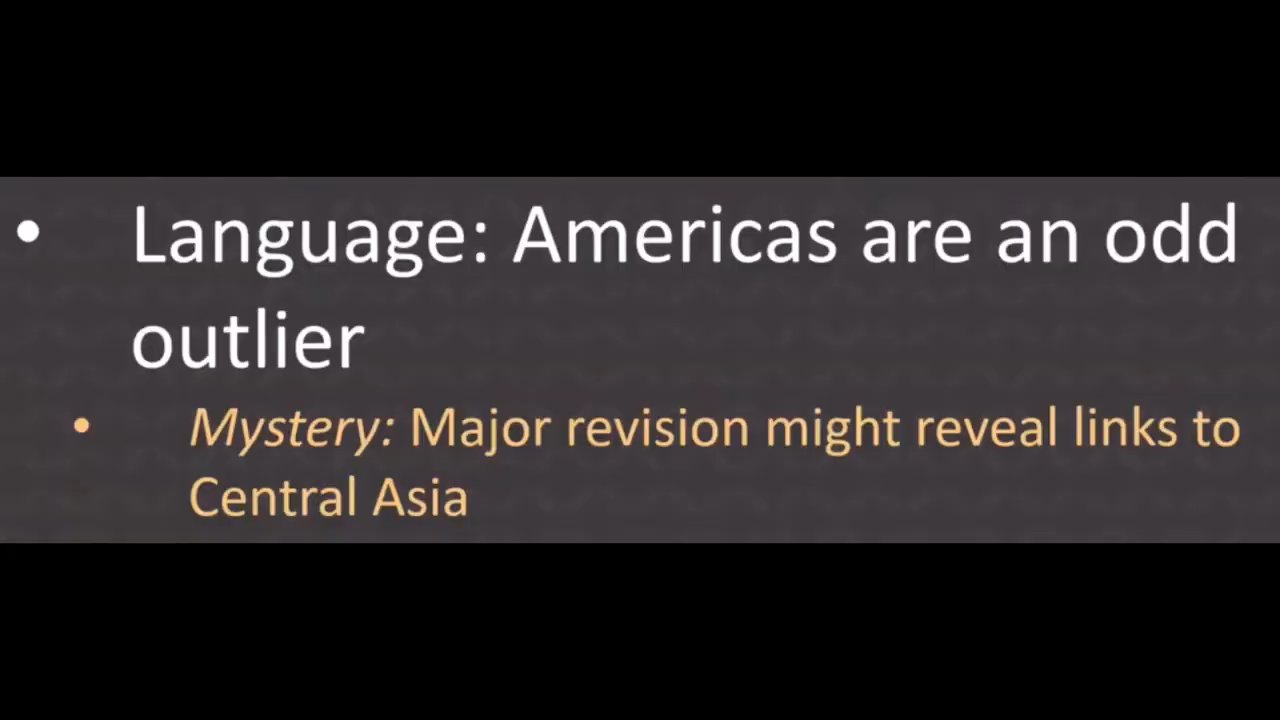 • Language: Americas are an odd
outlier
• Mystery: Major revision might reveal links to
Central Asia